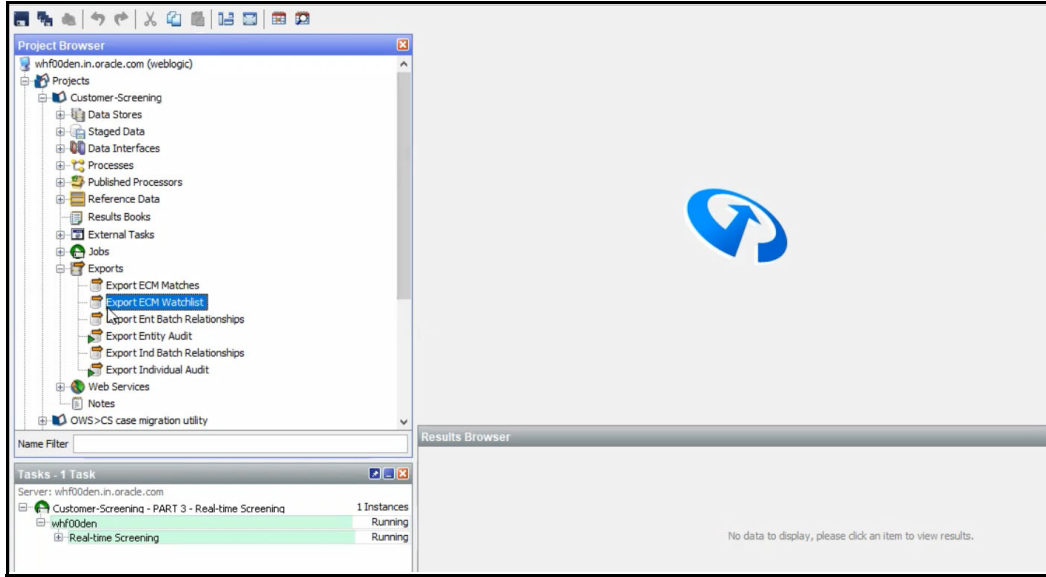 Project Browser
whf00den.in.oracle.com (weblogic)
Projects
Customer-Screening
Data Stores
Staged Data
Data Interfaces
Processes
Published Processors
Reference Data
Results Books
External Tasks
Jobs
Exports
Export ECM Matches
Export ECM Watchlist
Export Ent Batch Relationships
Export Entity Audit
Export Ind Batch Relationships
Export Individual Audit
Web Services
Notes
OWS>CS case migration utility
Name Filter
Results Browser
Tasks - 1 Task
Server: whf00den.in.oracle.com
Customer-Screening - PART 3 - Real-time Screening 1 Instances
whf00den Running
Real-time Screening Running
No data to display, please click an item to view results.